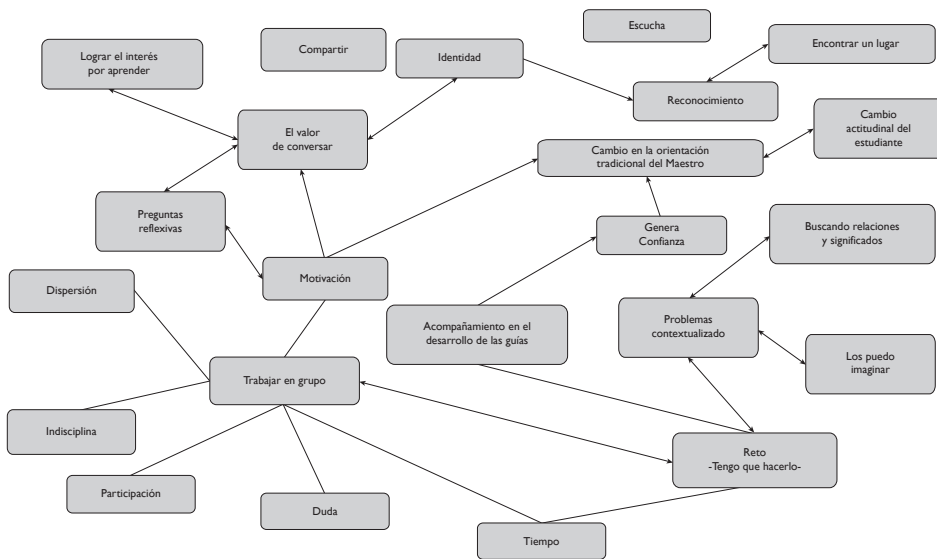 Escucha
Compartir
Encontrar un lugar
Lograr el interés
por aprender
Identidad
Reconocimiento
El valor
de conversar
Cambio
actitudinal del
estudiante
Cambio en la orientación
tradicional del Maestro
Preguntas
reflexivas
Genera
Confianza
Buscando relaciones
y significados
Motivación
Dispersión
Acompañamiento en el
desarrollo de las guías
Problemas
contextualizado
Los puedo
imaginar
Trabajar en grupo
Indisciplina
Reto
-Tengo que hacerlo-
Participación
Duda
Tiempo